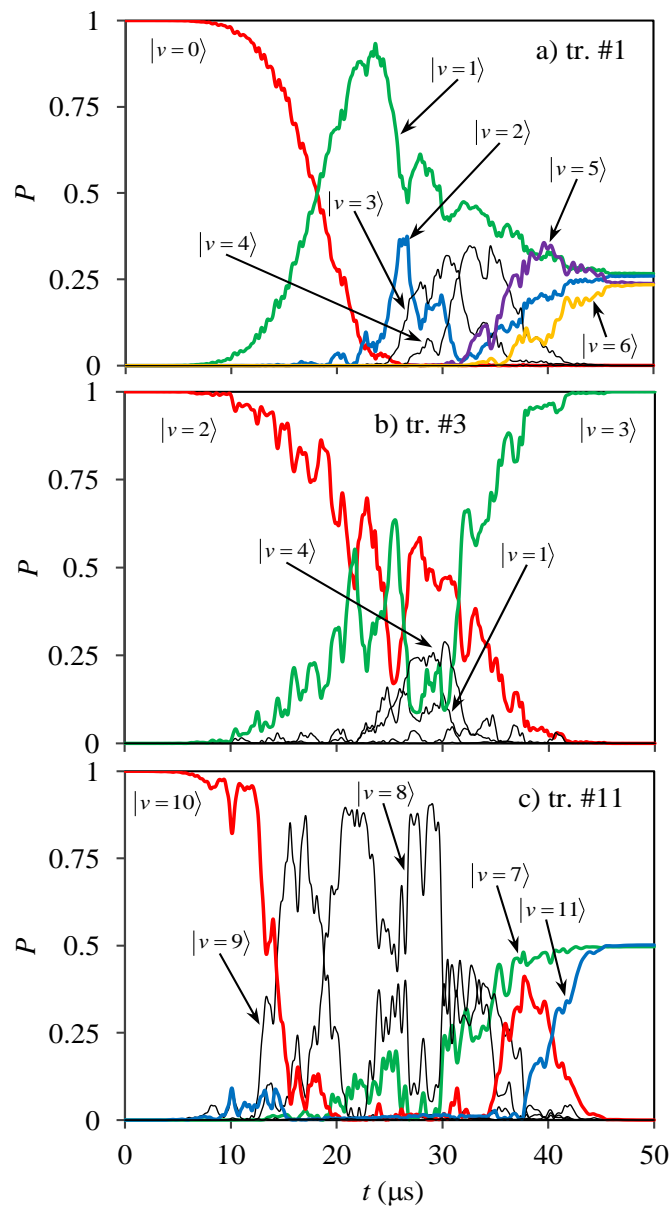 1
|v=0⟩
a) tr. #1
|v=1⟩
0.75
|v=2⟩
P
0.5
|v=5⟩
|v=3⟩
|v=4⟩
0.25
|v=6⟩
0
1
|v=2⟩
b) tr. #3
|v=3⟩
0.75
|v=4⟩
|v=1⟩
P
0.5
0.25
0
1
|v=10⟩
|v=8⟩
c) tr. #11
0.75
|v=7⟩
|v=11⟩
P
0.5
|v=9⟩
0.25
0
0 10 20 30 40 50
t (μs)